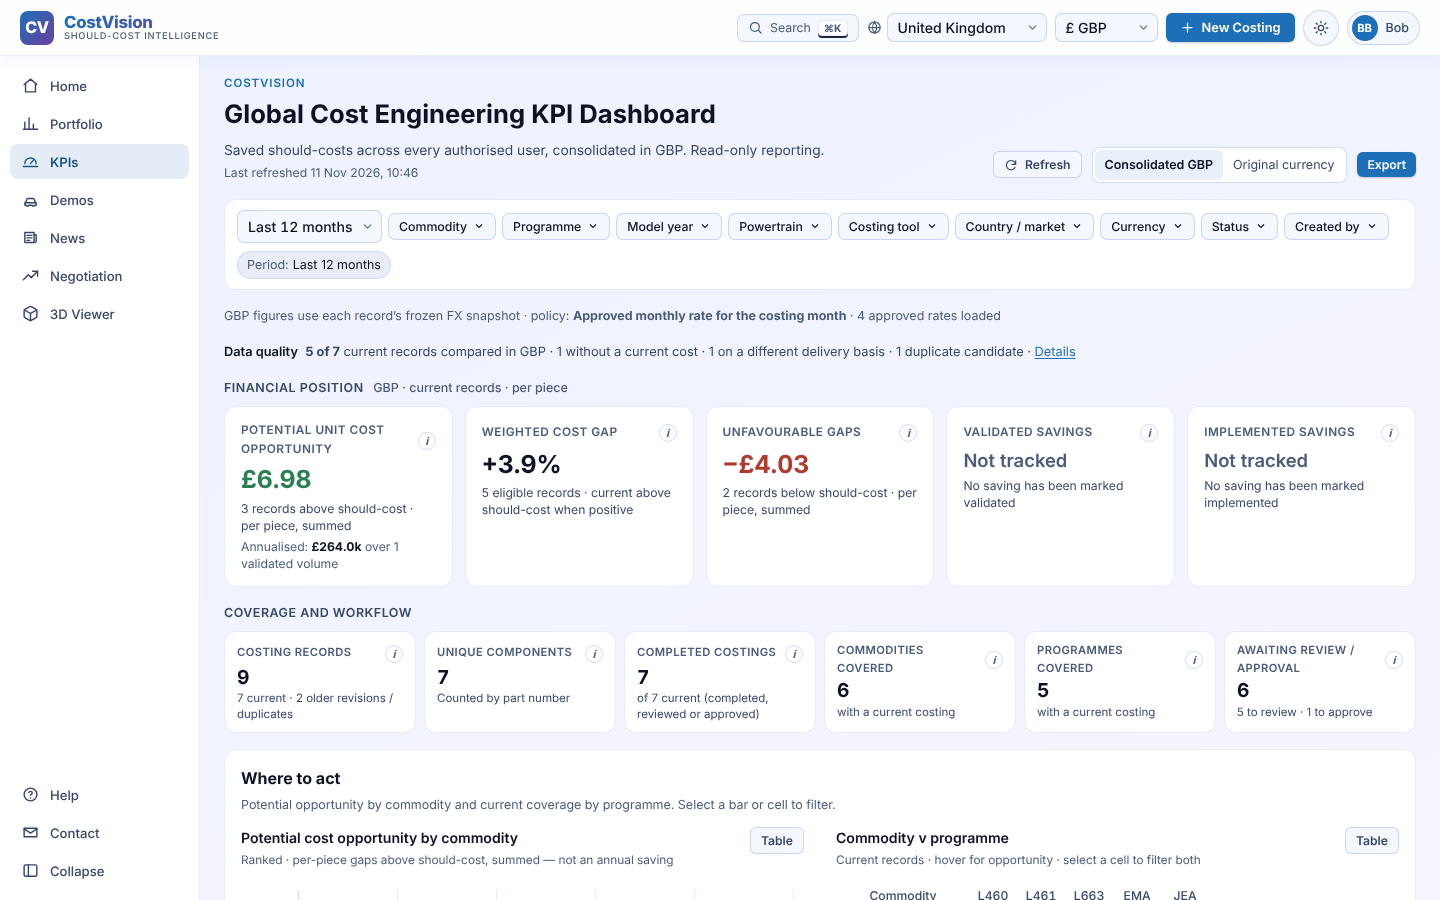 CV
CostVision
SHOULD-COST INTELLIGENCE
Search ⌘K
United Kingdom
£ GBP
+ New Costing
BB Bob
Home
Portfolio
KPIs
Demos
News
Negotiation
3D Viewer
Help
Contact
Collapse
COSTVISION
Global Cost Engineering KPI Dashboard
Saved should-costs across every authorised user, consolidated in GBP. Read-only reporting.
Last refreshed 11 Nov 2026, 10:46
Refresh
Consolidated GBP
Original currency
Export
Last 12 months
Commodity
Programme
Model year
Powertrain
Costing tool
Country / market
Currency
Status
Created by
Period: Last 12 months
GBP figures use each record’s frozen FX snapshot · policy: Approved monthly rate for the costing month · 4 approved rates loaded
Data quality 5 of 7 current records compared in GBP · 1 without a current cost · 1 on a different delivery basis · 1 duplicate candidate · Details
FINANCIAL POSITION GBP · current records · per piece
POTENTIAL UNIT COST
OPPORTUNITY
i
£6.98
3 records above should-cost ·
per piece, summed
Annualised: £264.0k over 1
validated volume
WEIGHTED COST GAP
i
+3.9%
5 eligible records · current above
should-cost when positive
UNFAVOURABLE GAPS
i
−£4.03
2 records below should-cost · per
piece, summed
VALIDATED SAVINGS
i
Not tracked
No saving has been marked
validated
IMPLEMENTED SAVINGS
i
Not tracked
No saving has been marked
implemented
COVERAGE AND WORKFLOW
COSTING RECORDS
i
9
7 current · 2 older revisions /
duplicates
UNIQUE COMPONENTS
i
7
Counted by part number
COMPLETED COSTINGS
i
7
of 7 current (completed,
reviewed or approved)
COMMODITIES
COVERED
i
6
with a current costing
PROGRAMMES
COVERED
i
5
with a current costing
AWAITING REVIEW /
APPROVAL
i
6
5 to review · 1 to approve
Where to act
Potential opportunity by commodity and current coverage by programme. Select a bar or cell to filter.
Potential cost opportunity by commodity
Table
Ranked · per-piece gaps above should-cost, summed — not an annual saving
Commodity v programme
Table
Current records · hover for opportunity · select a cell to filter both
Commodity L460 L461 L663 EMA JEA